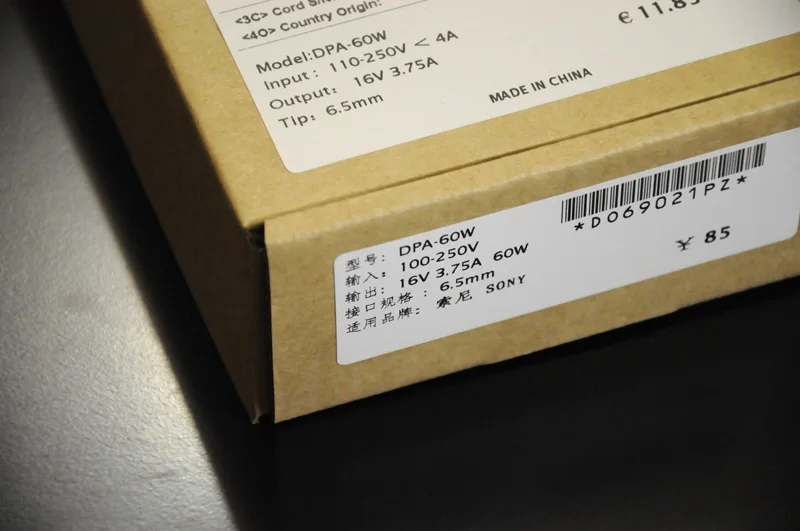 <3C> Cord
<4O> Country Origin:
€ 11.85
Model:DPA-60W
Input : 110-250V < 4A
Output: 16V 3.75A
Tip: 6.5mm
MADE IN CHINA
型号: DPA-60W
输入: 100-250V
输出: 16V 3.75A 60W
接口规格 : 6.5mm
适用品牌: 索尼 SONY
*D069021PZ*
¥ 85